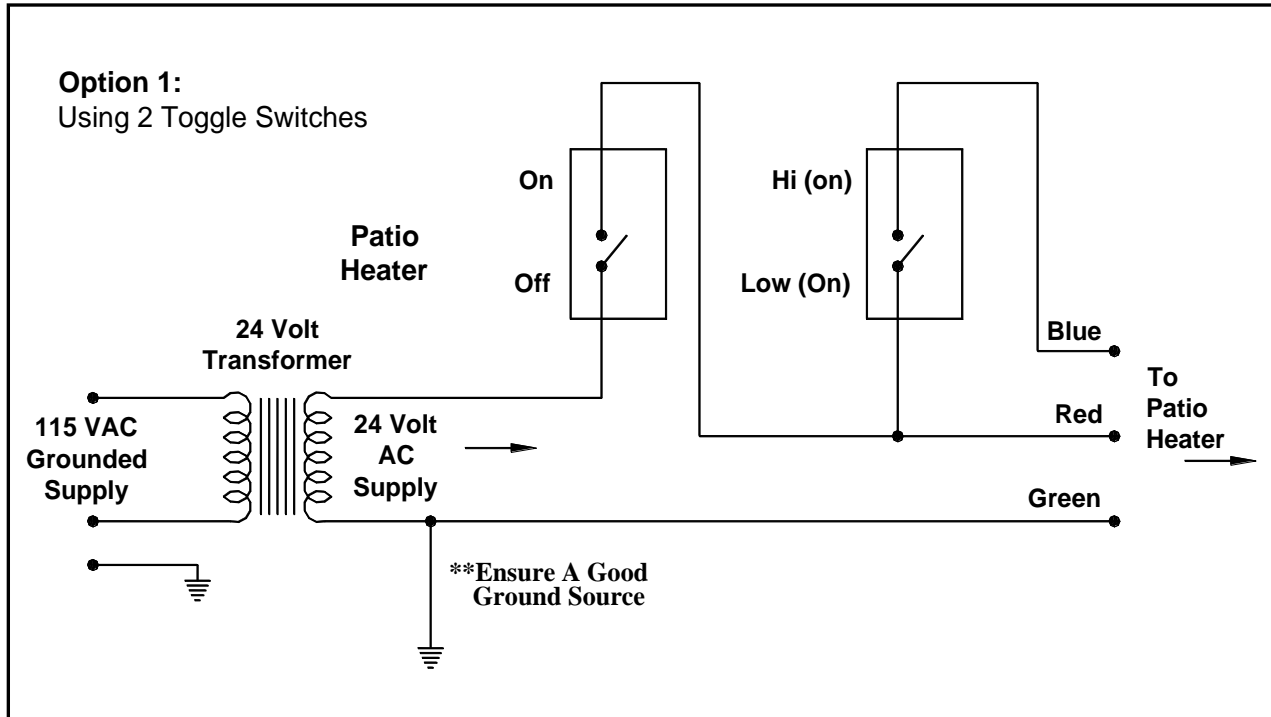 Option 1:
Using 2 Toggle Switches
On
Off
Hi (on)
Low (On)
Patio
Heater
24 Volt
Transformer
115 VAC
Grounded
Supply
24 Volt
AC
Supply
Blue
Red
Green
To
Patio
Heater
**Ensure A Good
Ground Source